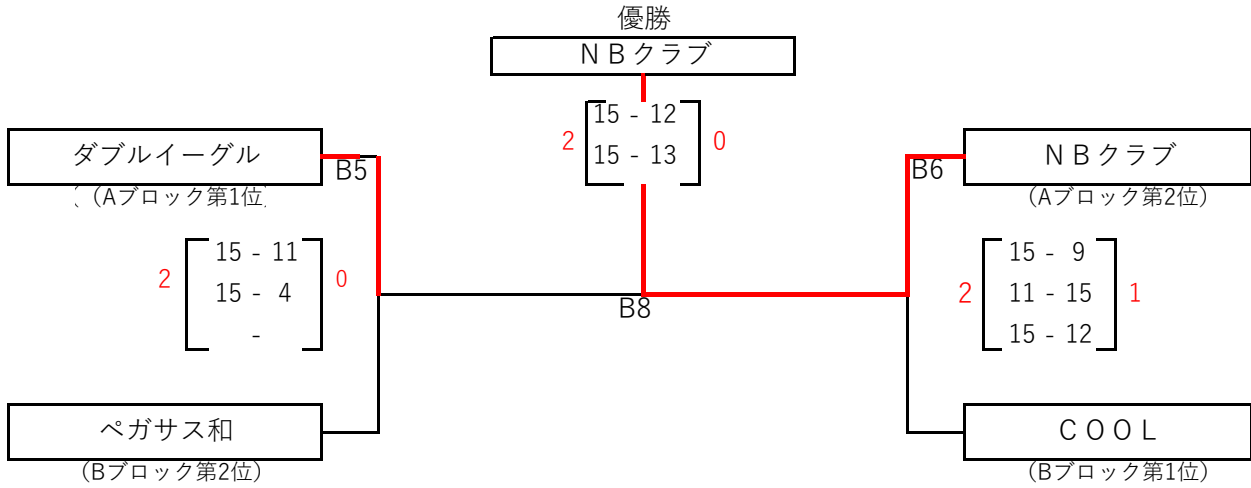 優勝
ＮＢクラブ
2
15 - 12
15 - 13
0
ダブルイーグル
B5
（（Aブロック第1位
ＮＢクラブ
B6
（Aブロック第2位）
2
15 - 11
15 - 4
-
0
B8
2
15 - 9
11 - 15
15 - 12
1
ペガサス和
（Bブロック第2位）
ＣＯＯＬ
（Bブロック第1位）